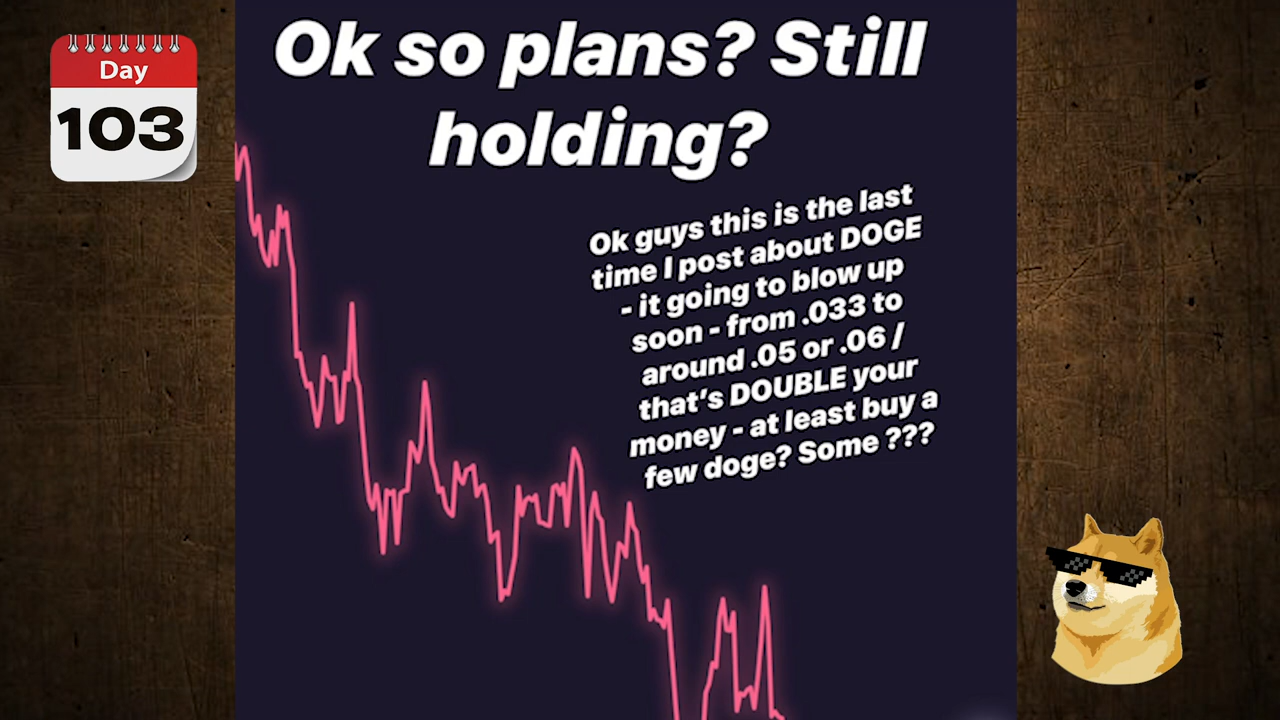 Day
103
Ok so plans? Still
holding?
Ok guys this is the last
time I post about DOGE
- it going to blow up
soon - from .033 to
around .05 or .06 /
that's DOUBLE your
money - at least buy a
few doge? Some ???